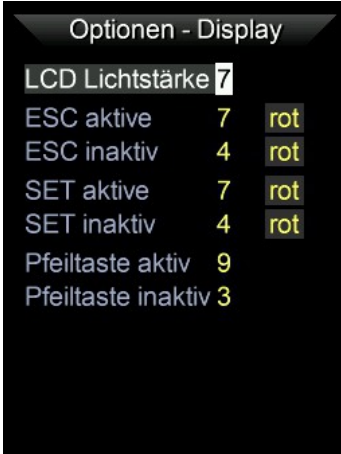 Optionen - Display
LCD Lichtstärke 7
ESC aktive 7 rot
ESC inaktiv 4 rot
SET aktive 7 rot
SET inaktiv 4 rot
Pfeiltaste aktiv 9
Pfeiltaste inaktiv 3